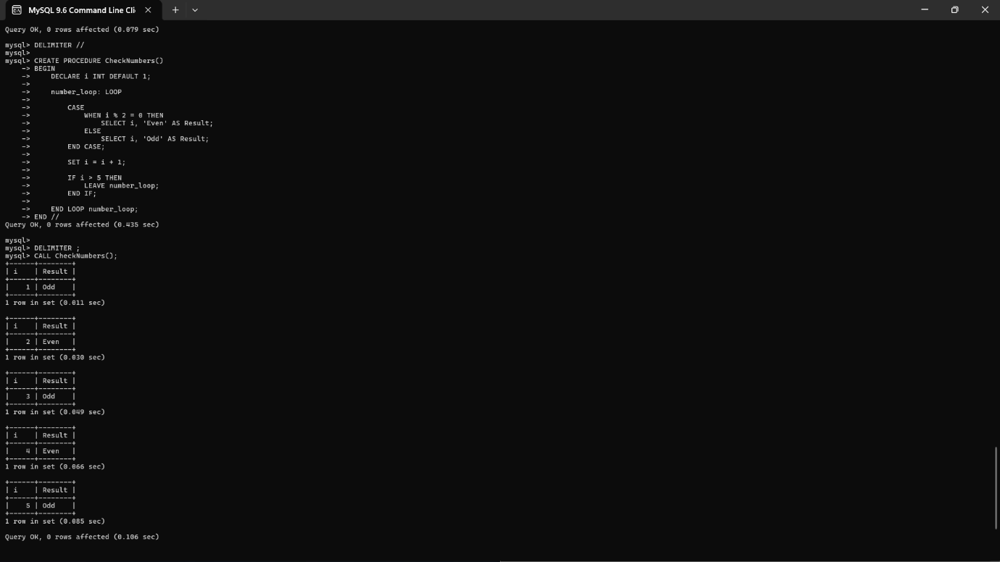 MySQL 9.6 Command Line Cli
Query OK, 0 rows affected (0.079 sec)
mysql> DELIMITER //
mysql>
mysql> CREATE PROCEDURE CheckNumbers()
    -> BEGIN
    ->     DECLARE i INT DEFAULT 1;
    ->
    ->     number_loop: LOOP
    ->
    ->         CASE
    ->             WHEN i % 2 = 0 THEN
    ->                 SELECT i, 'Even' AS Result;
    ->             ELSE
    ->                 SELECT i, 'Odd' AS Result;
    ->         END CASE;
    ->
    ->         SET i = i + 1;
    ->
    ->         IF i > 5 THEN
    ->             LEAVE number_loop;
    ->         END IF;
    ->
    ->     END LOOP number_loop;
    -> END //
Query OK, 0 rows affected (0.435 sec)
mysql>
mysql> DELIMITER ;
mysql> CALL CheckNumbers();
+------+--------+
| i    | Result |
+------+--------+
|    1 | Odd    |
+------+--------+
1 row in set (0.011 sec)
+------+--------+
| i    | Result |
+------+--------+
|    2 | Even   |
+------+--------+
1 row in set (0.030 sec)
+------+--------+
| i    | Result |
+------+--------+
|    3 | Odd    |
+------+--------+
1 row in set (0.049 sec)
+------+--------+
| i    | Result |
+------+--------+
|    4 | Even   |
+------+--------+
1 row in set (0.066 sec)
+------+--------+
| i    | Result |
+------+--------+
|    5 | Odd    |
+------+--------+
1 row in set (0.085 sec)
Query OK, 0 rows affected (0.106 sec)